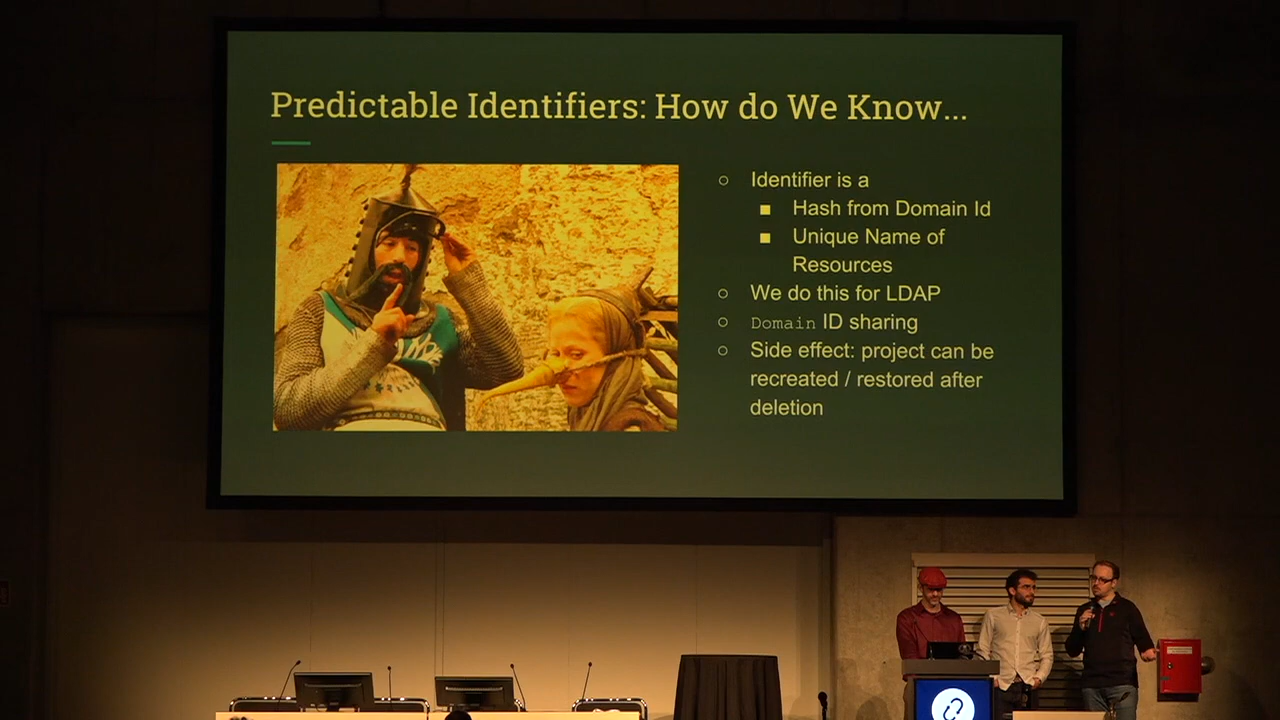 Predictable Identifiers: How do We Know...
Identifier is a
Hash from Domain Id
Unique Name of
Resources
We do this for LDAP
Domain ID sharing
Side effect: project can be
recreated / restored after
deletion